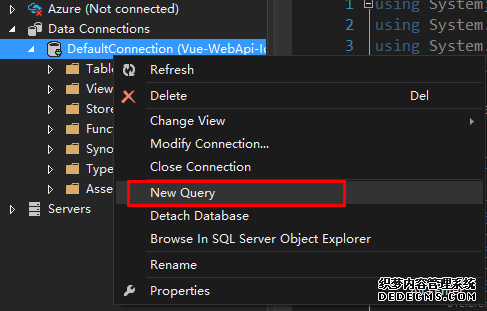 Azure (Not connected)
Data Connections
DefaultConnection (Vue-WebApi-Id
Table
View
Store
Funct
Syno
Type
Asse
Servers
Refresh
Delete Del
Change View
Modify Connection...
Close Connection
New Query
Detach Database
Browse In SQL Server Object Explorer
Rename
Properties
1 using System
2 using System.
3 using System
织梦内容管理系统
DEDECMS.COM